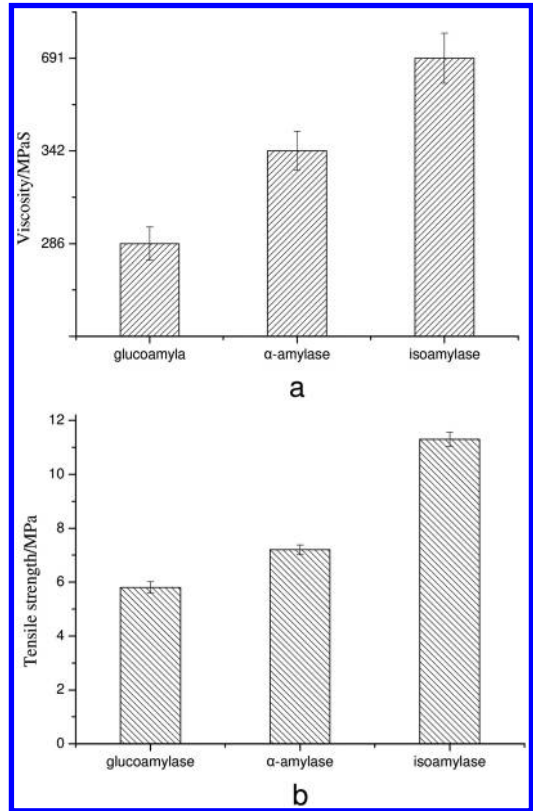 Viscosity/MPaS
691
342
286
glucoamyla α-amylase isoamylase
a
Tensile strength/MPa
12
10
8
6
4
2
0
glucoamylase α-amylase isoamylase
b